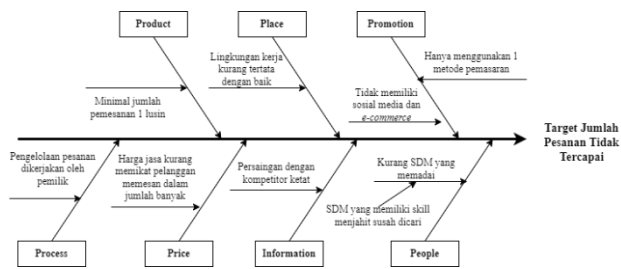 Product
Place
Promotion
Lingkungan kerja
kurang tertata
dengan baik
Hanya menggunakan 1
metode pemasaran
Minimal jumlah
pemesanan 1 lusin
Tidak memiliki
sosial media dan
e-commerce
Target Jumlah
Pesanan Tidak
Tercapai
Pengelolaan pesanan
dikerjakan oleh
pemilik
Harga jasa kurang
memikat pelanggan
memesan dalam
jumlah banyak
Persaingan dengan
kompetitor ketat
Kurang SDM yang
memadai
SDM yang memiliki skill
menjahit susah dicari
Process
Price
Information
People